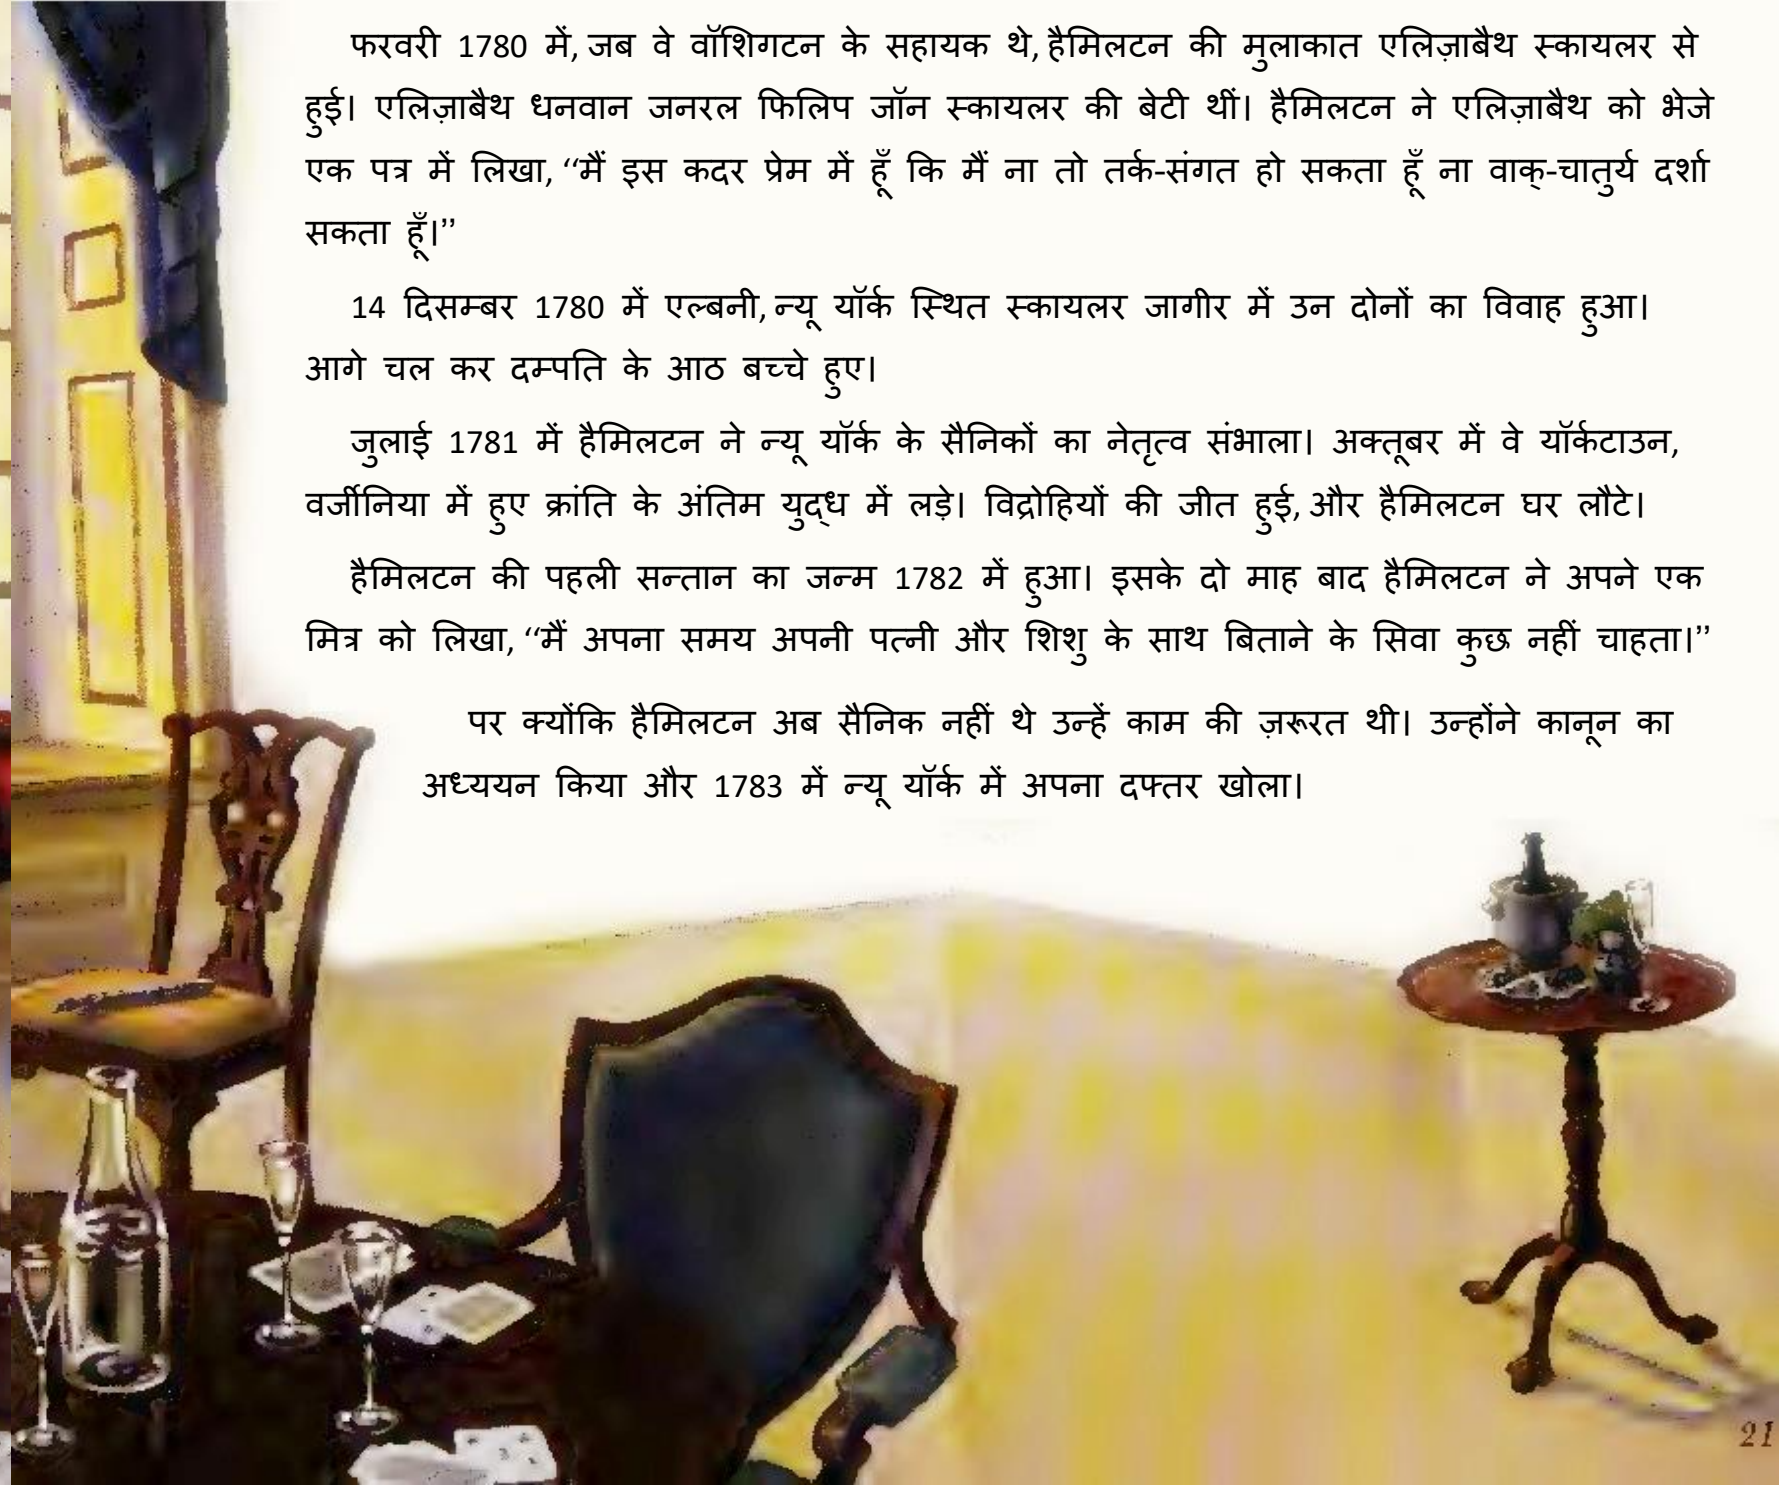 फरवरी 1780 में, जब वे वॉशिगटन के सहायक थे, हैमिलटन की मुलाकात एलिज़ाबैथ स्कायलर से
हुई। एलिज़ाबैथ धनवान जनरल फिलिप जॉन स्कायलर की बेटी थीं। हैमिलटन ने एलिज़ाबैथ को भेजे
एक पत्र में लिखा, ‘‘मैं इस कदर प्रेम में हूँ कि मैं ना तो तर्क-संगत हो सकता हूँ ना वाक्-चातुर्य दर्शा
सकता हूँ।’’
14 दिसम्बर 1780 में एल्बनी, न्यू यॉर्क स्थित स्कायलर जागीर में उन दोनों का विवाह हुआ।
आगे चल कर दम्पति के आठ बच्चे हुए।
जुलाई 1781 में हैमिलटन ने न्यू यॉर्क के सैनिकों का नेतृत्व संभाला। अक्तूबर में वे यॉर्कटाउन,
वर्जीनिया में हुए क्रांति के अंतिम युद्ध में लड़े। विद्रोहियों की जीत हुई, और हैमिलटन घर लौटे।
हैमिलटन की पहली सन्तान का जन्म 1782 में हुआ। इसके दो माह बाद हैमिलटन ने अपने एक
मित्र को लिखा, ‘‘मैं अपना समय अपनी पत्नी और शिशु के साथ बिताने के सिवा कुछ नहीं चाहता।’’
पर क्योंकि हैमिलटन अब सैनिक नहीं थे उन्हें काम की ज़रूरत थी। उन्होंने कानून का
अध्ययन किया और 1783 में न्यू यॉर्क में अपना दफ्तर खोला।
21